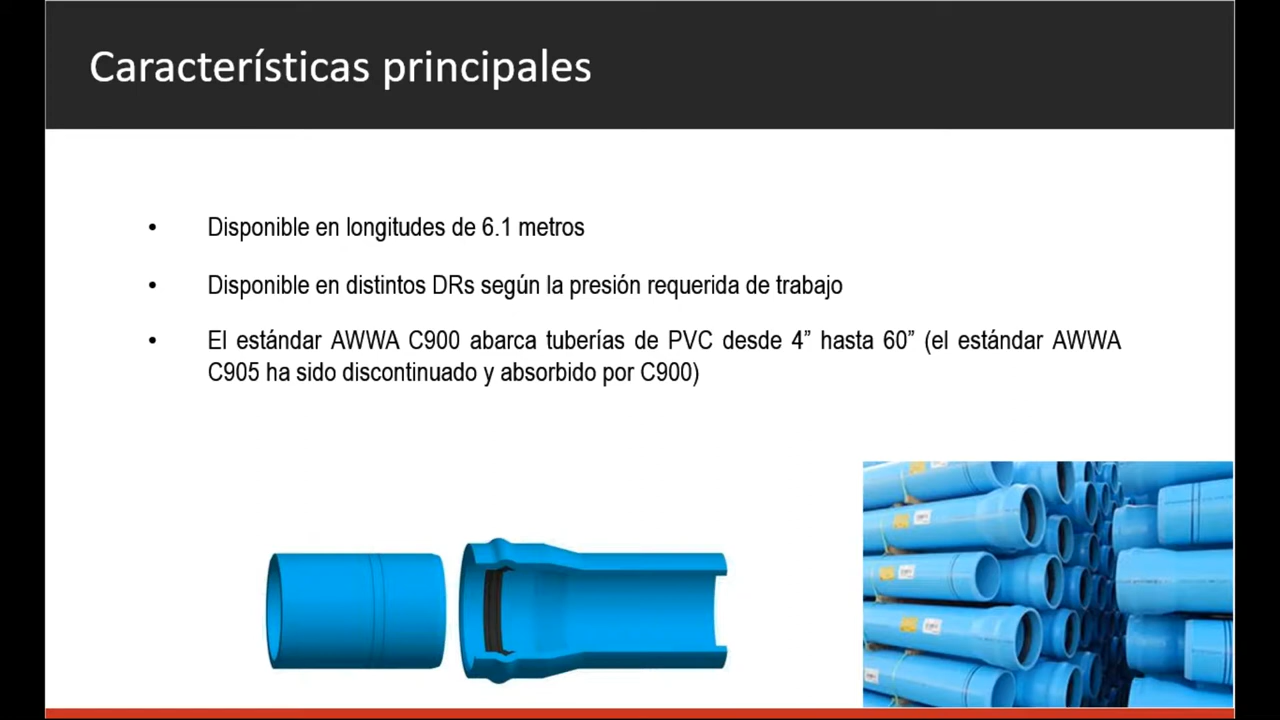 Características principales
• Disponible en longitudes de 6.1 metros
• Disponible en distintos DRs según la presión requerida de trabajo
• El estándar AWWA C900 abarca tuberías de PVC desde 4” hasta 60” (el estándar AWWA
C905 ha sido discontinuado y absorbido por C900)